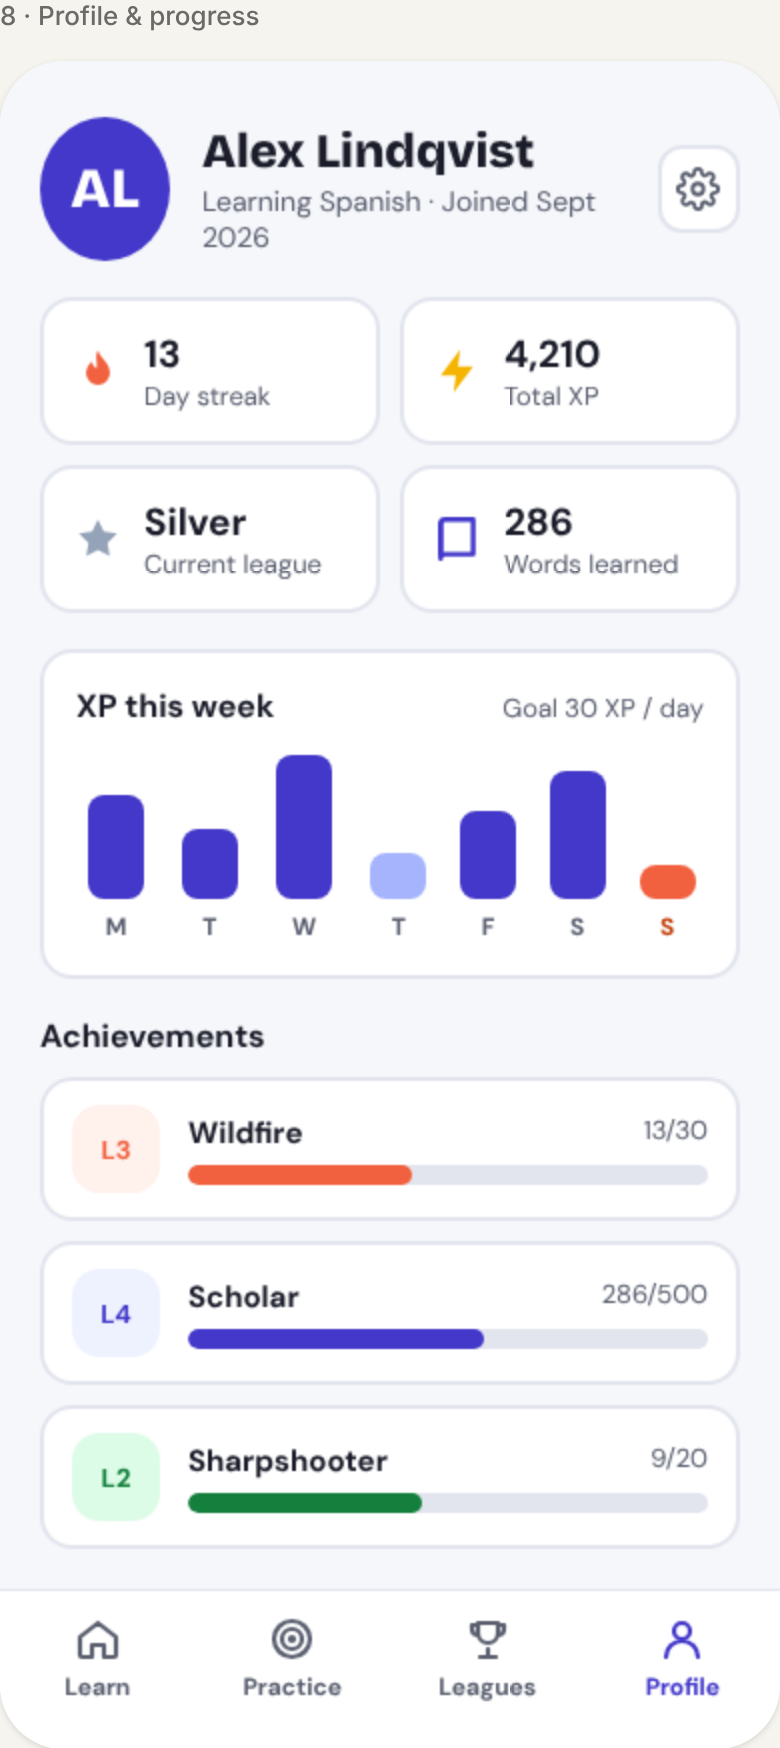 8 · Profile & progress
AL
Alex Lindqvist
Learning Spanish · Joined Sept
2026
13
Day streak
4,210
Total XP
Silver
Current league
286
Words learned
XP this week
Goal 30 XP / day
M T W T F S S
Achievements
L3
Wildfire
13/30
L4
Scholar
286/500
L2
Sharpshooter
9/20
Learn Practice Leagues Profile